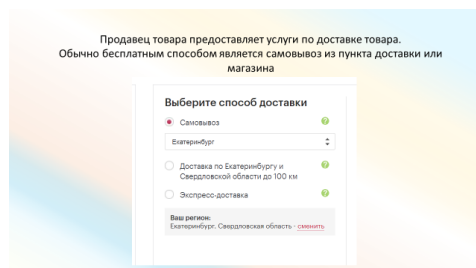 Продавец товара предоставляет услуги по доставке товара.
Обычно бесплатным способом является самовывоз из пункта доставки или
магазина
Выберите способ доставки
Самовывоз
?
Екатеринбург
Доставка по Екатеринбургу и
?
Свердловской области до 100 км
Экспресс-доставка
?
Ваш регион:
Екатеринбург, Свердловская область - сменить